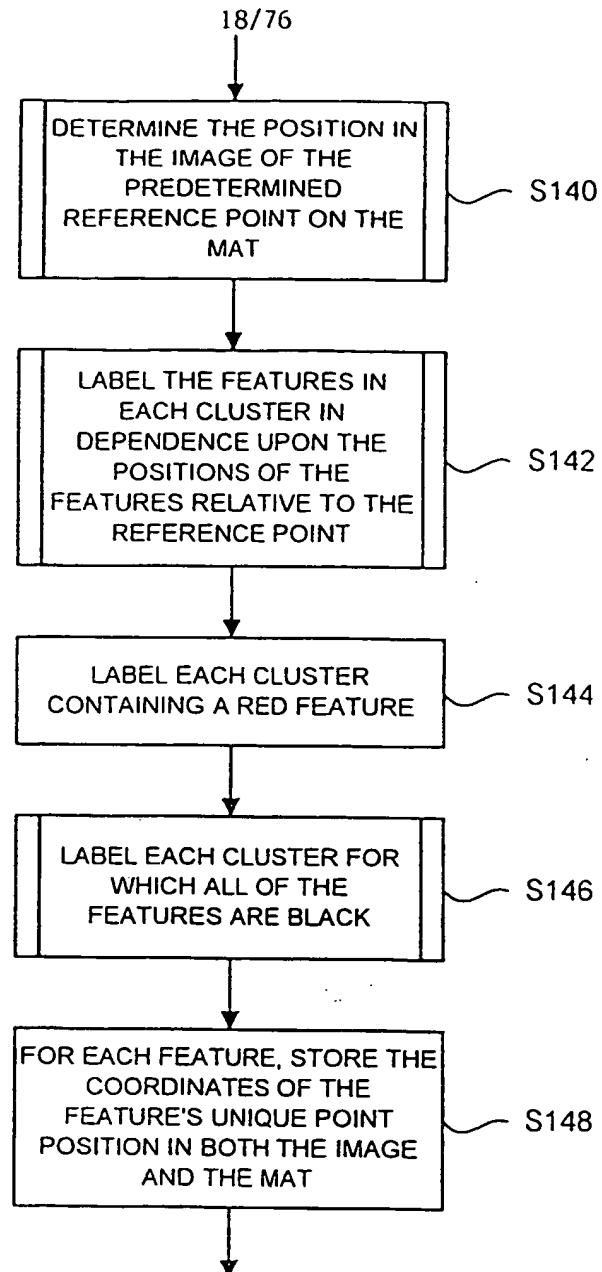 18/76
DETERMINE THE POSITION IN
THE IMAGE OF THE
PREDETERMINED
REFERENCE POINT ON THE
MAT
S140
LABEL THE FEATURES IN
EACH CLUSTER IN
DEPENDENCE UPON THE
POSITIONS OF THE
FEATURES RELATIVE TO THE
REFERENCE POINT
S142
LABEL EACH CLUSTER
CONTAINING A RED FEATURE
S144
LABEL EACH CLUSTER FOR
WHICH ALL OF THE
FEATURES ARE BLACK
S146
FOR EACH FEATURE, STORE THE
COORDINATES OF THE
FEATURE'S UNIQUE POINT
POSITION IN BOTH THE IMAGE
AND THE MAT
S148